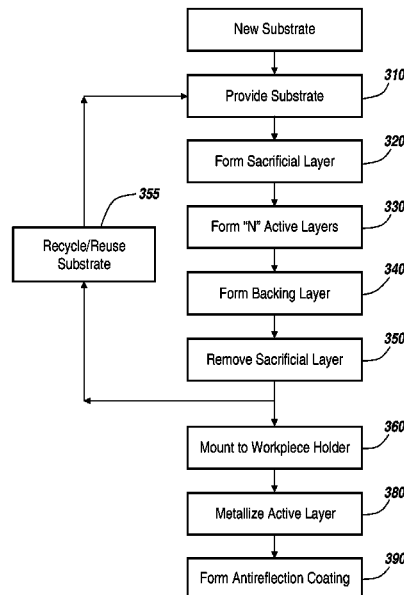 New Substrate
310
Provide Substrate
320
Form Sacrificial Layer
355
330
Recycle/Reuse
Substrate
Form "N" Active Layers
340
Form Backing Layer
350
Remove Sacrificial Layer
360
Mount to Workpiece Holder
380
Metallize Active Layer
390
Form Antireflection Coating